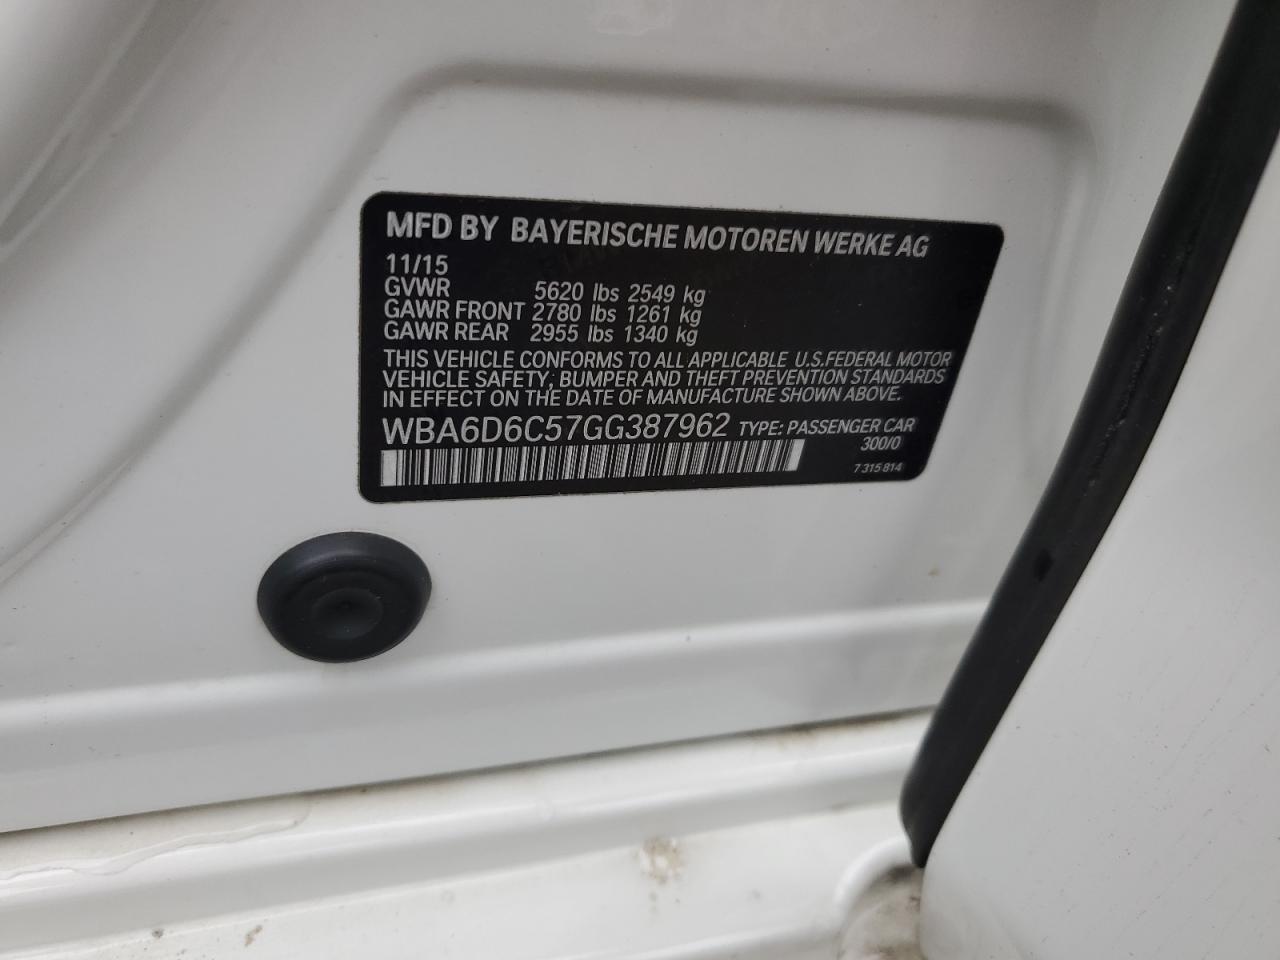 MFD BY BAYERISCHE MOTOREN WERKE AG
11/15
GVWR 5620 lbs 2549 kg
GAWR FRONT 2780 lbs 1261 kg
GAWR REAR 2955 lbs 1340 kg
THIS VEHICLE CONFORMS TO ALL APPLICABLE U.S.FEDERAL MOTOR
VEHICLE SAFETY, BUMPER AND THEFT PREVENTION STANDARDS
IN EFFECT ON THE DATE OF MANUFACTURE SHOWN ABOVE.
WBA6D6C57GG387962 TYPE: PASSENGER CAR
300/0
7 315 814